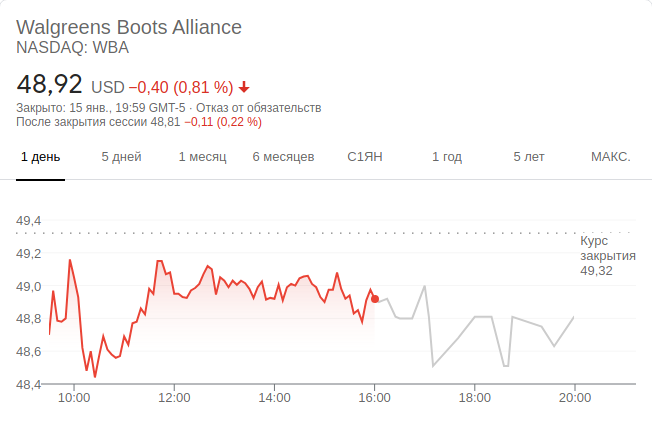 Walgreens Boots Alliance
NASDAQ: WBA
48,92 USD −0,40 (0,81 %)
Закрыто: 15 янв., 19:59 GMT-5 · Отказ от обязательств
После закрытия сессии 48,81 −0,11 (0,22 %)
1 день 5 дней 1 месяц 6 месяцев С1ЯН 1 год 5 лет МАКС.
49,4
Курс
закрытия
49,32
49,2
49,0
48,8
48,6
48,4
10:00 12:00 14:00 16:00 18:00 20:00